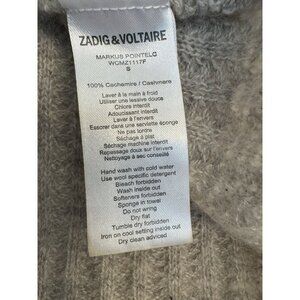 ZADIG & VOLTAIRE
MARKUS POINTELG
WCMZ1117F
S
100% Cachemire / Cashmere
Laver à la main à froid
Utiliser une lessive douce
Chlore interdit
Adoucissant interdit
Laver à l'envers
Essorer dans une serviette éponge
Ne pas tordre
Séchage à plat
Séchage machine interdit
Repassage doux sur l'envers
Nettoyage à sec conseillé
Hand wash with cold water
Use wool specific detergent
Bleach forbidden
Wash inside out
Softeners forbidden
Sponge in towel
Do not wring
Dry flat
Tumble dry forbidden
Iron on cool setting inside out
Dry clean adviced